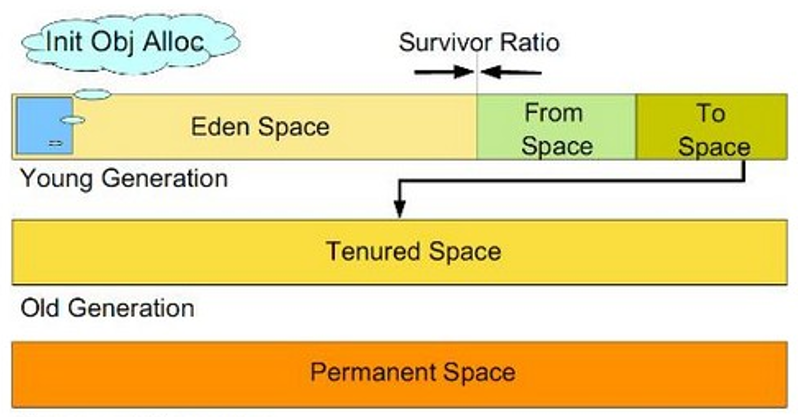 Init Obj Alloc
Survivor Ratio
Eden Space
From
Space
To
Space
Young Generation
Tenured Space
Old Generation
Permanent Space